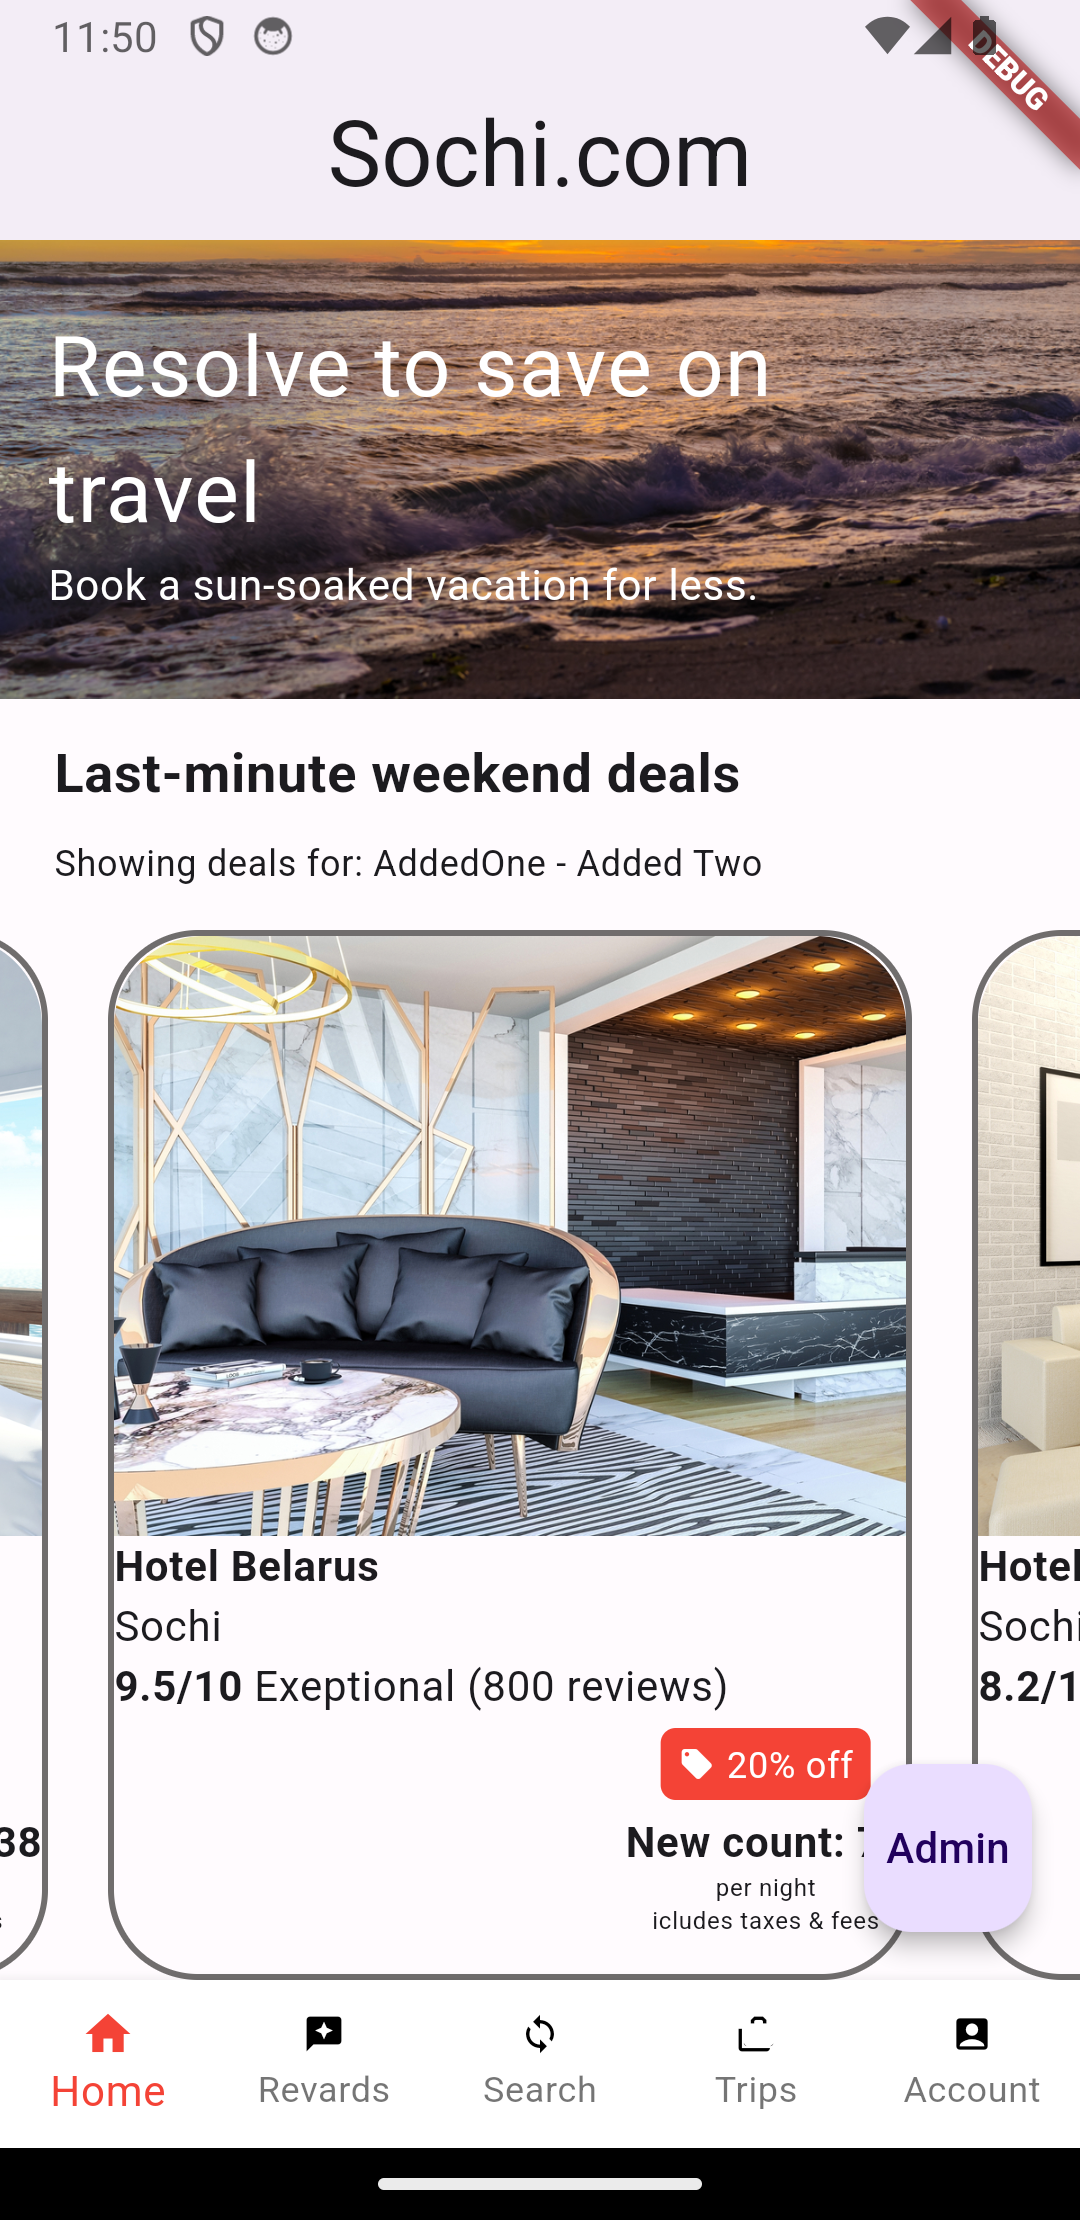 11:50
DEBUG
Sochi.com
Resolve to save on
travel
Book a sun-soaked vacation for less.
Last-minute weekend deals
Showing deals for: AddedOne - Added Two
Hotel Belarus
Hotel
Sochi
Sochi
9.5/10 Exeptional (800 reviews)
8.2/1
20% off
38
New count:
Admin
per night
icludes taxes & fees
Home
Revards
Search
Trips
Account